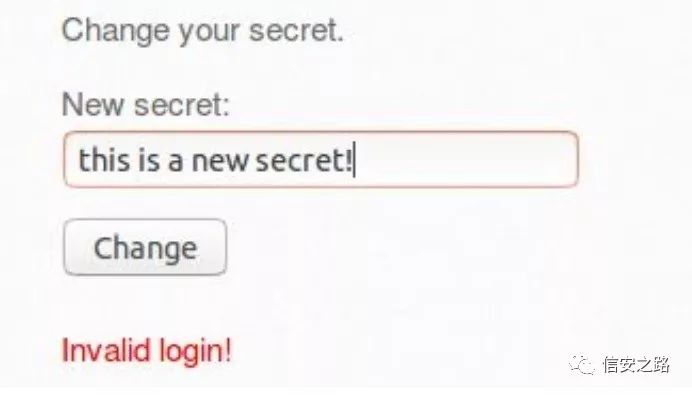 Change your secret.
New secret:
this is a new secret!
Change
Invalid login!
信安之路